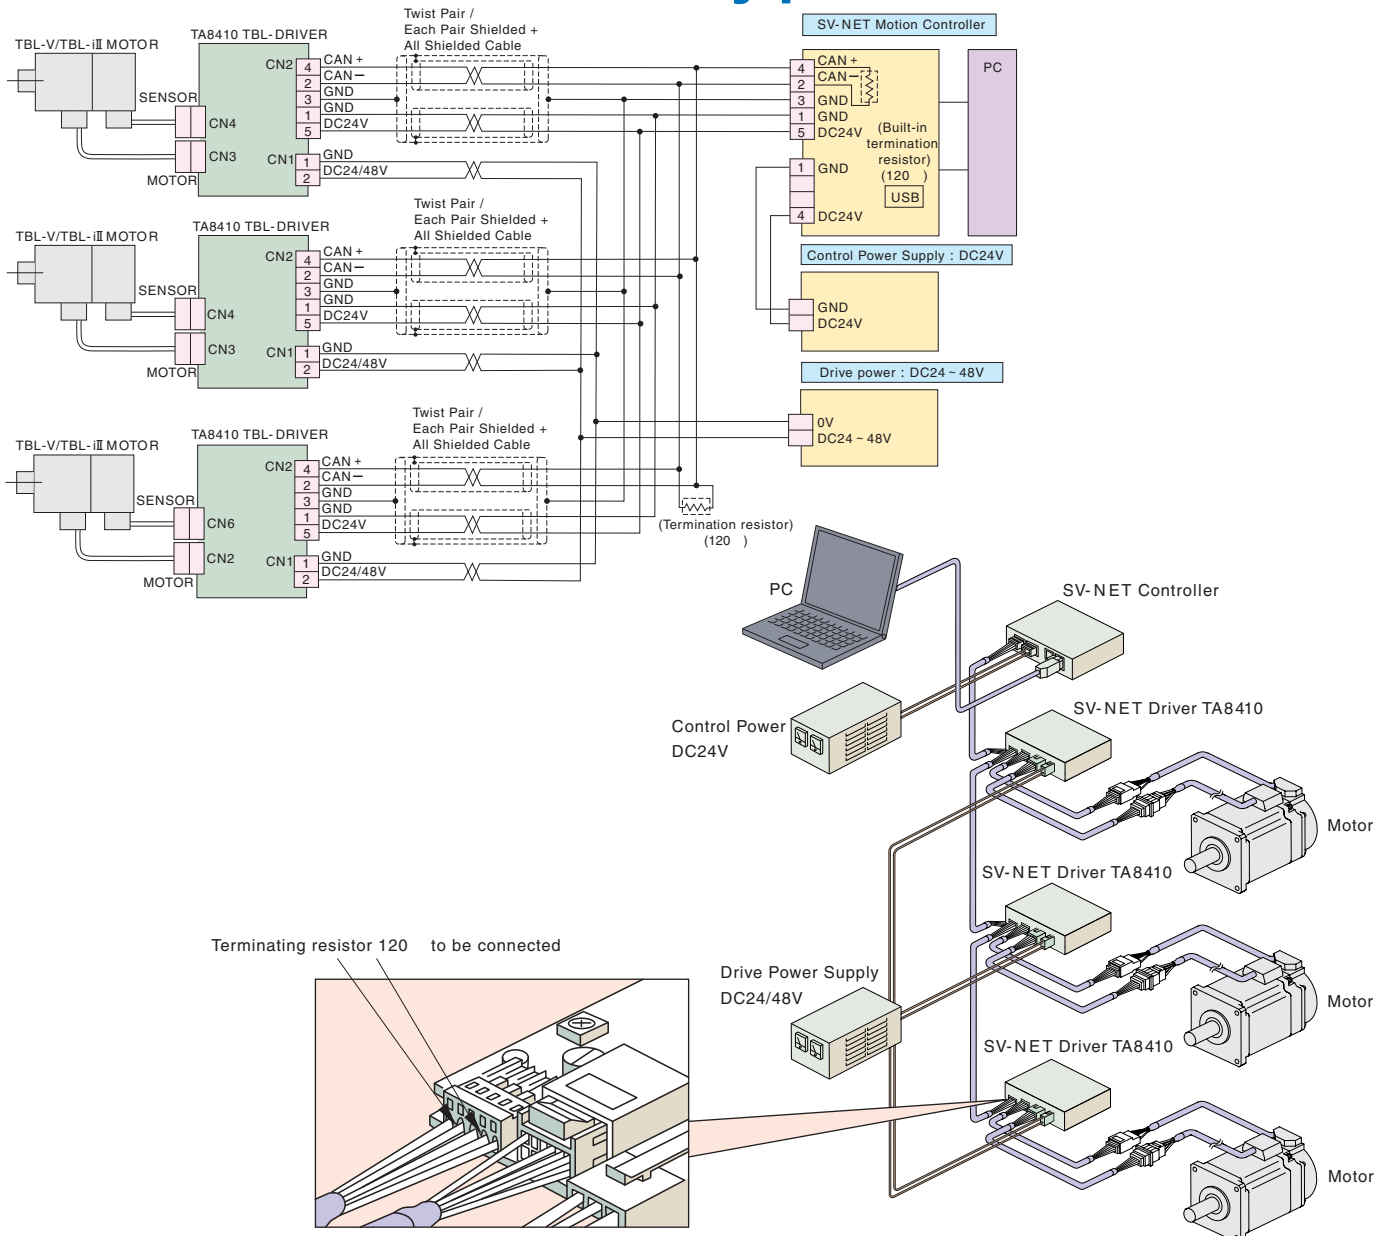 Twist Pair /
Each Pair Shielded +
All Shielded Cable
SV-NET Motion Controller
TBL-V/TBL-iⅡ MOTOR
TA8410 TBL-DRIVER
CN2
4
CAN +
2
CAN−
3
GND
1
GND
5
DC24V
SENSOR
CN4
CN3
MOTOR
CN1
1
GND
2
DC24/48V
4
CAN +
2
CAN−
3
GND
1
GND
5
DC24V
(Built-in
termination
resistor)
(120 )
USB
1
GND
4
DC24V
PC
Twist Pair /
Each Pair Shielded +
All Shielded Cable
TBL-V/TBL-iⅡ MOTOR
TA8410 TBL-DRIVER
CN2
4
CAN +
2
CAN−
3
GND
1
GND
5
DC24V
SENSOR
CN4
CN3
MOTOR
CN1
1
GND
2
DC24/48V
Control Power Supply : DC24V
GND
DC24V
Drive power : DC24 ~ 48V
0V
DC24 ~ 48V
Twist Pair /
Each Pair Shielded +
All Shielded Cable
TBL-V/TBL-iⅡ MOTOR
TA8410 TBL-DRIVER
CN2
4
CAN +
2
CAN−
3
GND
1
GND
5
DC24V
SENSOR
CN6
CN2
MOTOR
CN1
1
GND
2
DC24/48V
(Termination resistor)
(120 )
PC
SV-NET Controller
Control Power
DC24V
SV-NET Driver TA8410
Motor
SV-NET Driver TA8410
Drive Power Supply
DC24/48V
Motor
SV-NET Driver TA8410
Motor
Terminating resistor 120 to be connected